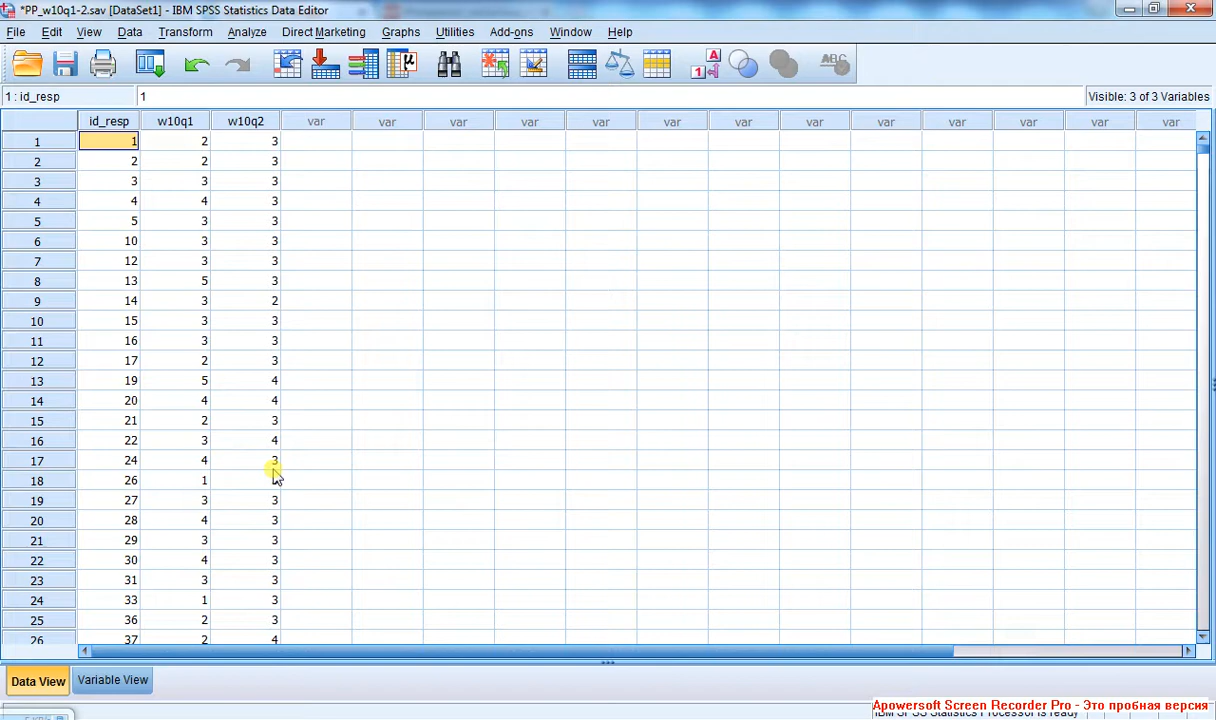 *PP_w10q1-2.sav [DataSet1] - IBM SPSS Statistics Data Editor
File Edit View Data Transform Analyze Direct Marketing Graphs Utilities Add-ons Window Help
1 : id_resp 1 Visible: 3 of 3 Variables
id_resp w10q1 w10q2 var var var var var var var var var var var var var
1 1 2 3
2 2 2 3
3 3 3 3
4 4 4 3
5 5 3 3
6 10 3 3
7 12 3 3
8 13 5 3
9 14 3 2
10 15 3 3
11 16 3 3
12 17 2 3
13 19 5 4
14 20 4 4
15 21 2 3
16 22 3 4
17 24 4 3
18 26 1
19 27 3 3
20 28 4 3
21 29 3 3
22 30 4 3
23 31 3 3
24 33 1 3
25 36 2 3
26 37 2 4
Data View Variable View
Apowersoft Screen Recorder Pro - Это пробная версия
IBM SPSS Statistics Processor is ready